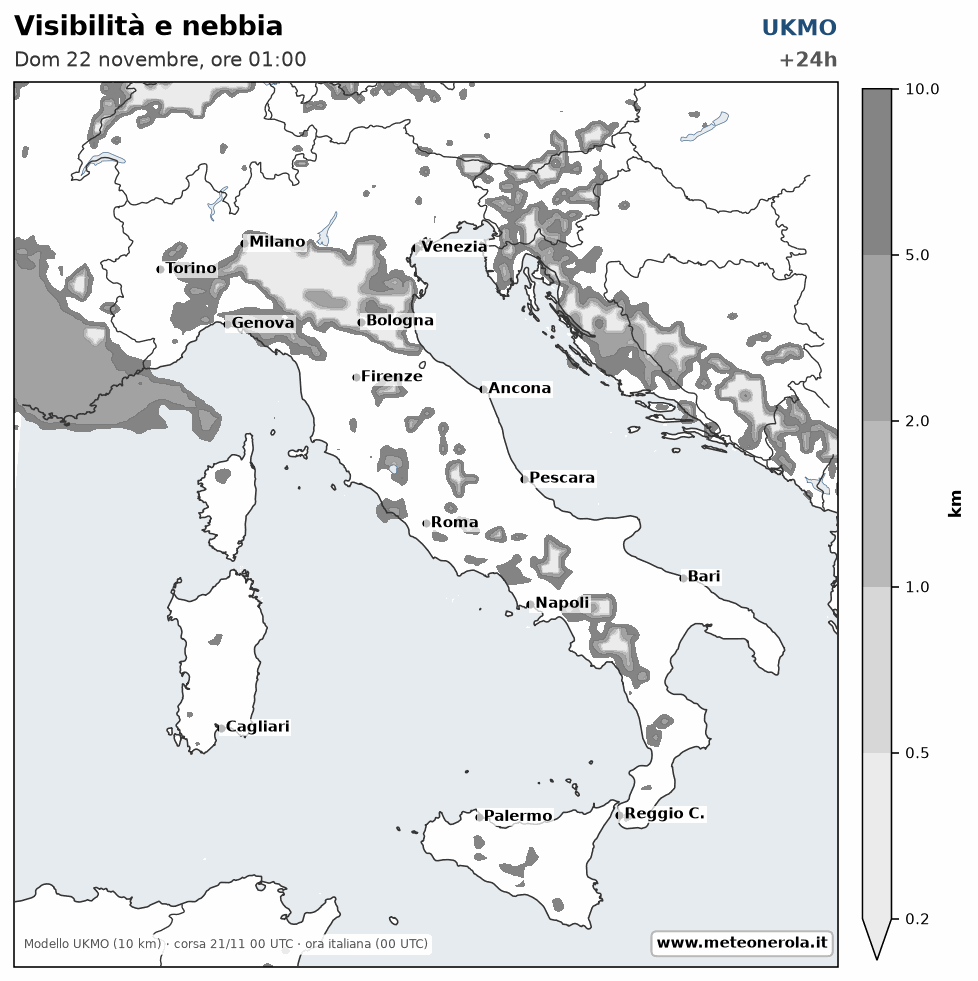 Visibilità e nebbia
UKMO
Dom 22 novembre, ore 01:00
+24h
10.0
5.0
2.0
1.0
0.5
0.2
km
Milano
Venezia
Torino
Genova
Bologna
Firenze
Ancona
Pescara
Roma
Bari
Napoli
Cagliari
Palermo
Reggio C.
Modello UKMO (10 km) · corsa 21/11 00 UTC · ora italiana (00 UTC)
www.meteonerola.it